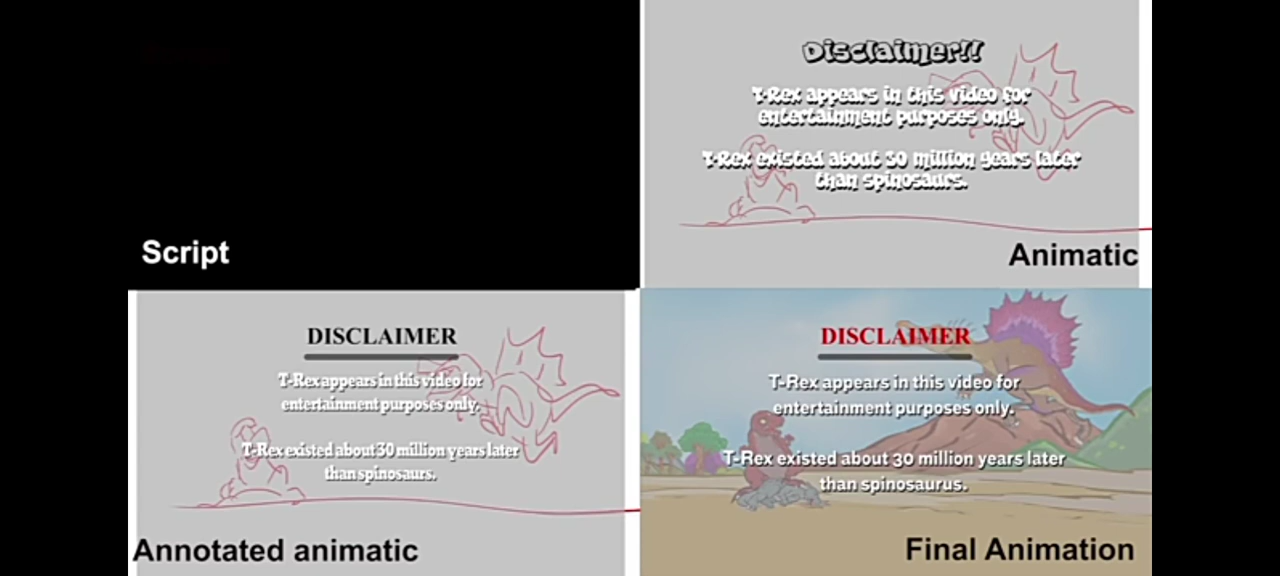 Script
Disclaimer!!
T-Rex appears in this video for
entertainment purposes only.
T-Rex existed about 30 million years later
than spinosaurs.
Animatic
DISCLAIMER
T-Rex appears in this video for
entertainment purposes only.
T-Rex existed about 30 million years later
than spinosaurs.
Annotated animatic
DISCLAIMER
T-Rex appears in this video for
entertainment purposes only.
T-Rex existed about 30 million years later
than spinosaurus.
Final Animation